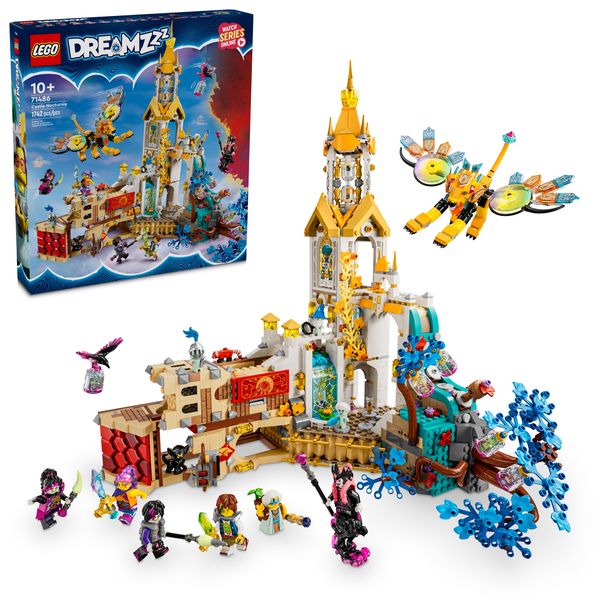 LEGO DREAMZzz
WATCH
SERIES
ONLINE
10+
71486
Castle Nocturnia
1742 pcs/pzs